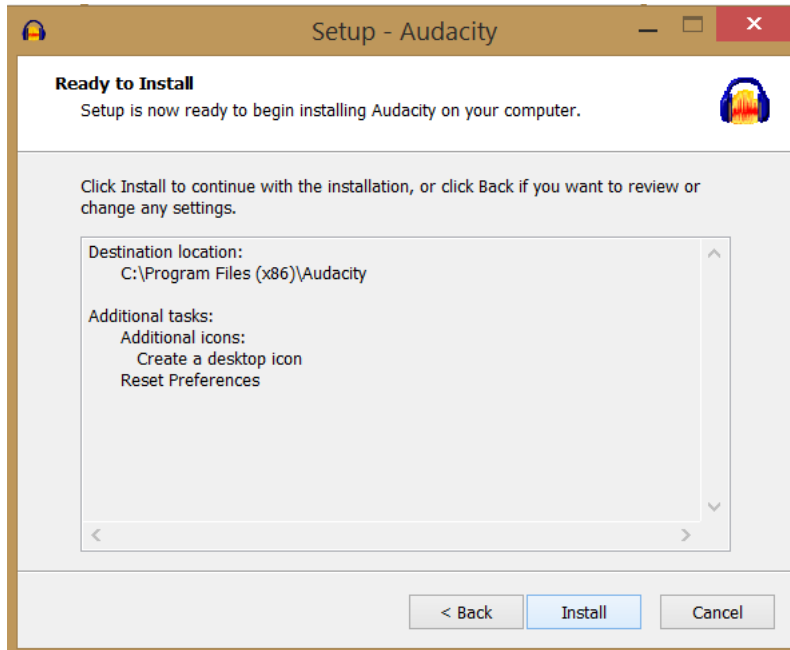 Setup - Audacity
Ready to Install
Setup is now ready to begin installing Audacity on your computer.
Click Install to continue with the installation, or click Back if you want to review or
change any settings.
Destination location:
C:\Program Files (x86)\Audacity
Additional tasks:
Additional icons:
Create a desktop icon
Reset Preferences
< Back Install Cancel